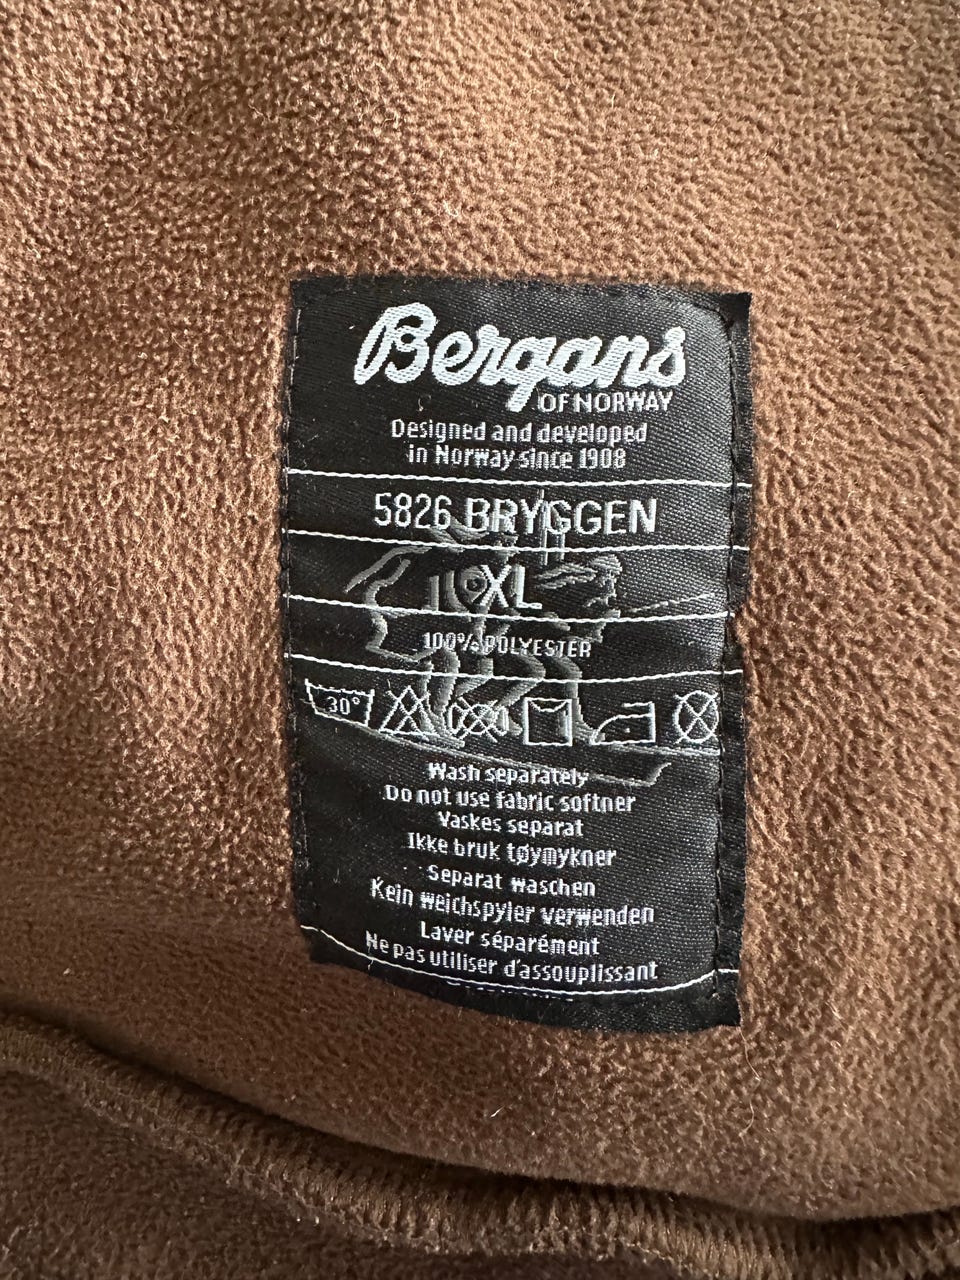 Bergans
OF NORWAY
Designed and developed
in Norway since 1908
5826 BRYGGEN
XL
100% POLYESTER
30°
Wash separately
Do not use fabric softner
Vaskes separat
Ikke bruk tøymykner
Separat waschen
Kein weichspyler verwenden
Laver séparément
Ne pas utiliser d'assouplissant